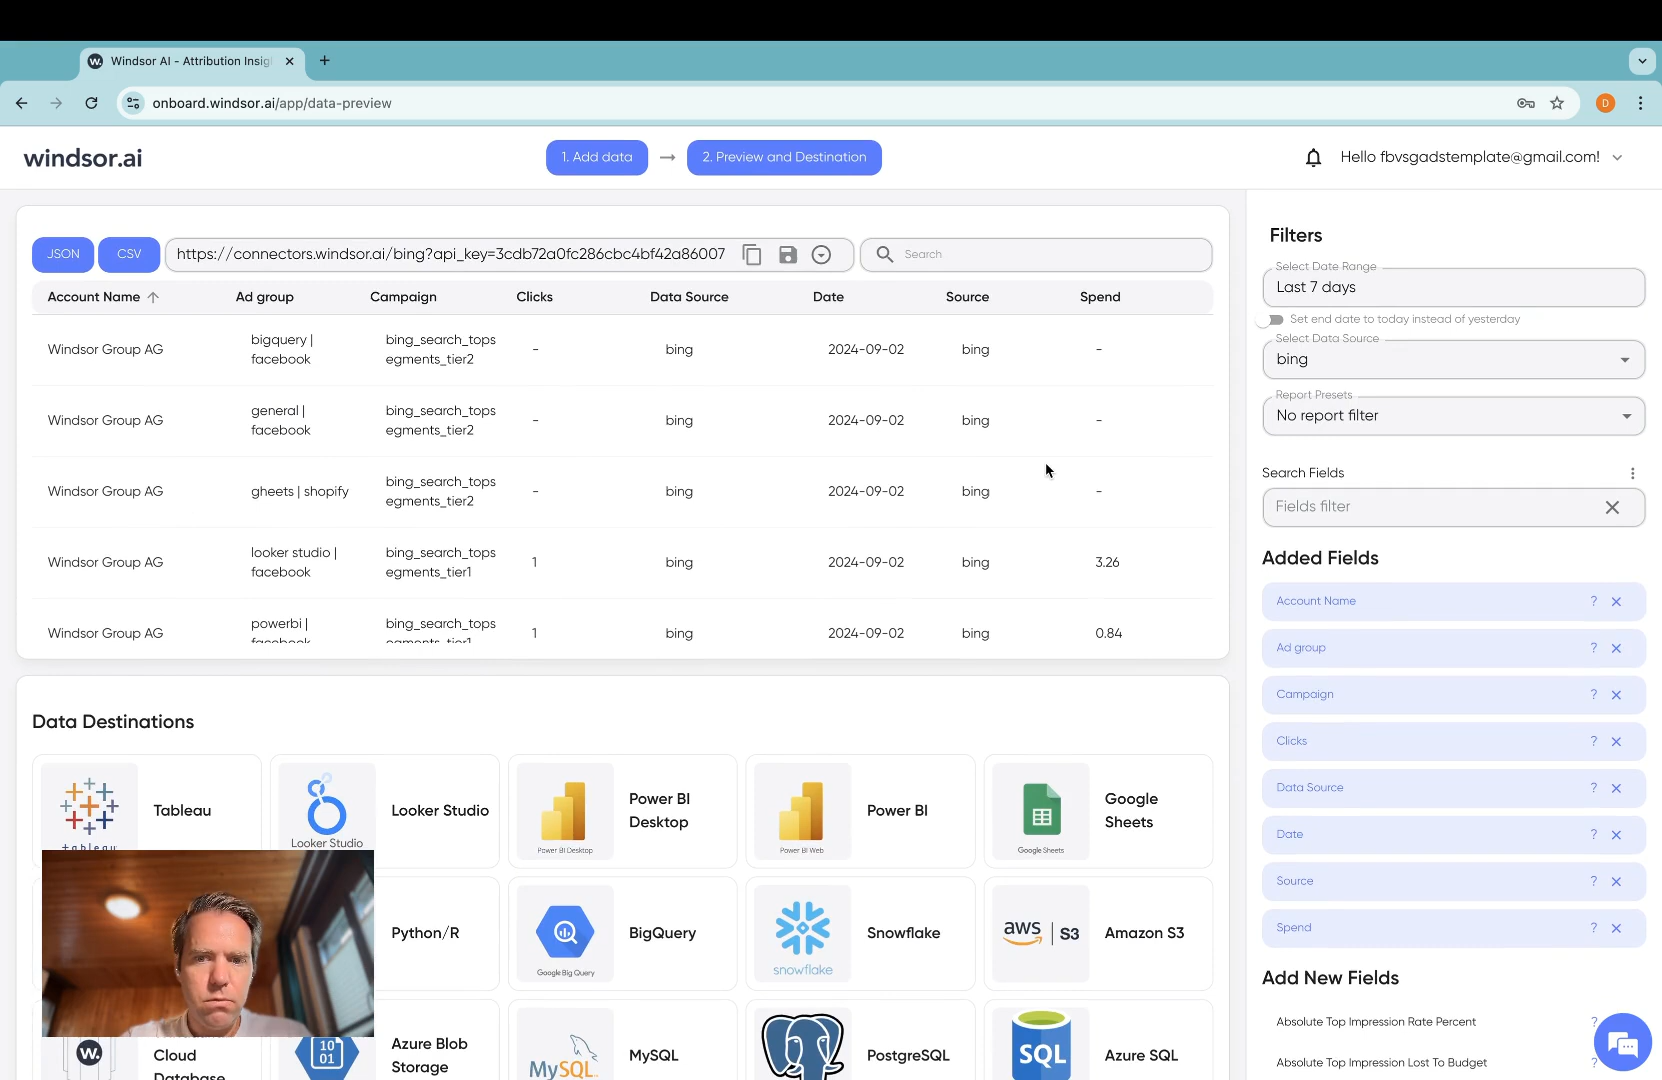 Windsor AI - Attribution Insig
onboard.windsor.ai/app/data-preview
D
windsor.ai
1. Add data
2. Preview and Destination
Hello fbvsgadstemplate@gmail.com!
JSON
CSV
https://connectors.windsor.ai/bing?api_key=3cdb72a0fc286cbc4bf42a86007
Search
Account Name Ad group Campaign Clicks Data Source Date Source Spend
Windsor Group AG bigquery | facebook bing_search_topsegments_tier2 - bing 2024-09-02 bing -
Windsor Group AG general | facebook bing_search_topsegments_tier2 - bing 2024-09-02 bing -
Windsor Group AG gheets | shopify bing_search_topsegments_tier2 - bing 2024-09-02 bing -
Windsor Group AG looker studio | facebook bing_search_topsegments_tier1 1 bing 2024-09-02 bing 3.26
Windsor Group AG powerbi | facebook bing_search_topsegments_tier1 1 bing 2024-09-02 bing 0.84
Data Destinations
Tableau
Looker Studio
Looker Studio
Power BI Desktop
Power BI
Desktop
Power BI Web
Power BI
Google Sheets
Google
Sheets
Python/R
Google Big Query
BigQuery
snowflake
Snowflake
aws | S3
Amazon S3
W.
Cloud
Database
10
01
Azure Blob
Storage
MySQL
MySQL
PostgreSQL
SQL
Azure SQL
Filters
Select Date Range
Last 7 days
Set end date to today instead of yesterday
Select Data Source
bing
Report Presets
No report filter
Search Fields
Fields filter
Added Fields
Account Name ?
Ad group ?
Campaign ?
Clicks ?
Data Source ?
Date ?
Source ?
Spend ?
Add New Fields
Absolute Top Impression Rate Percent ?
Absolute Top Impression Lost To Budget ?